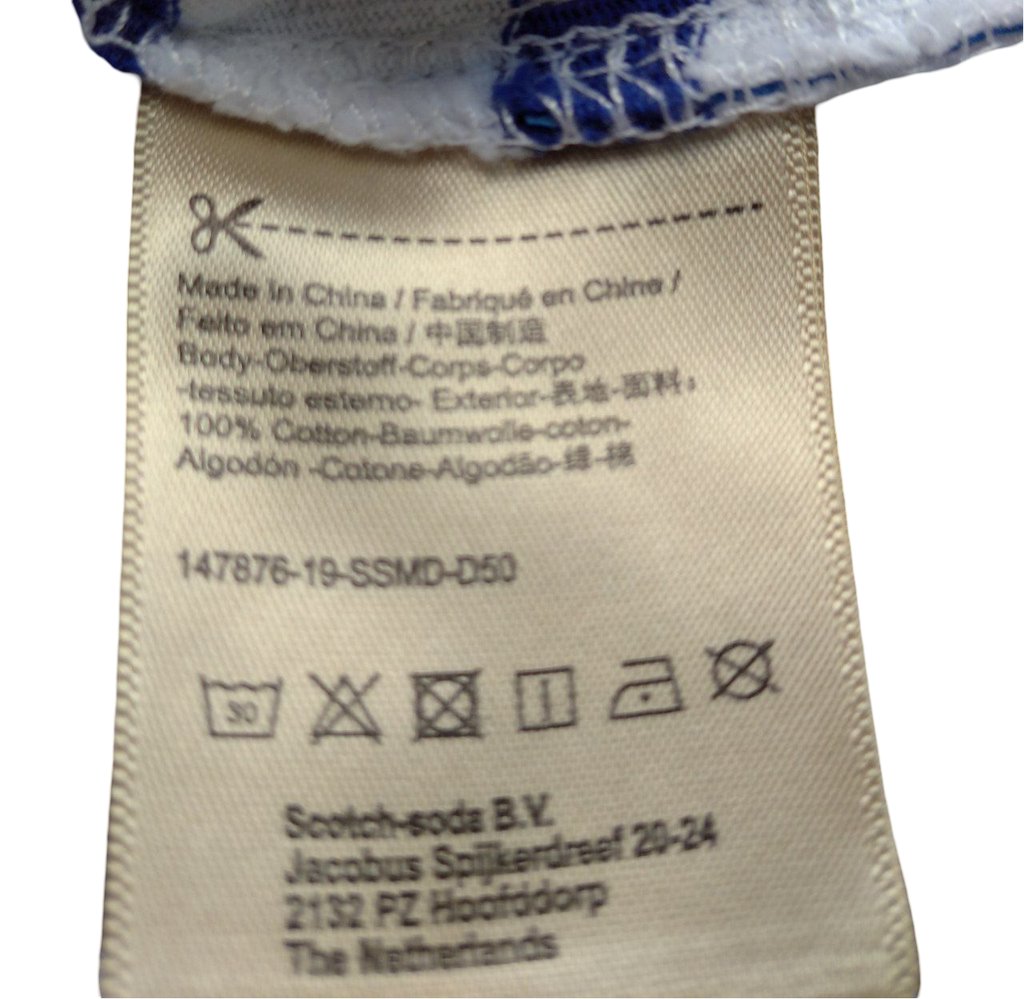 Made in China / Fabriqué en Chine /
Feito em China / 中国制造
Body-Oberstoff-Corps-Corpo
-tessuto esterno- Exterior-表地-面料:
100% Cotton-Baumwolle-coton-
Algodón -Cotone-Algodão-綿-棉
147876-19-SSMD-D50
30
Scotch-soda B.V.
Jacobus Spijkerdreef 20-24
2132 PZ Hoofddorp
The Netherlands